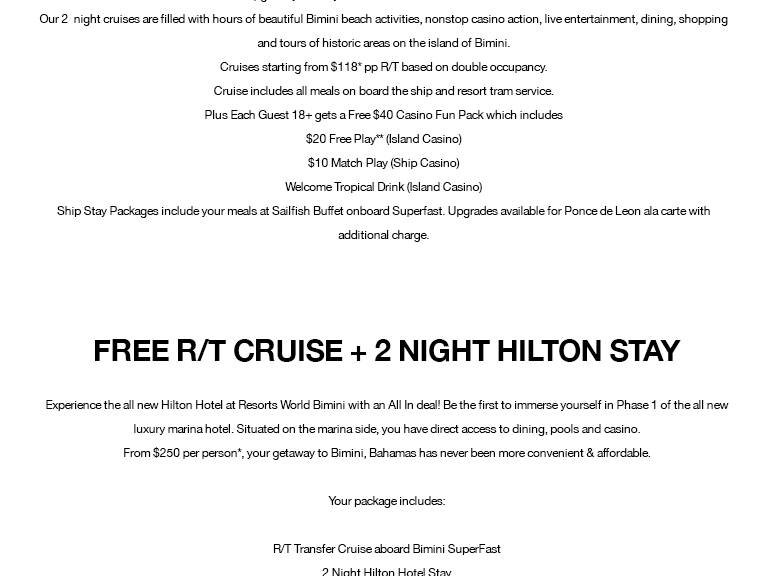 Our 2  night cruises are filled with hours of beautiful Bimini beach activities, nonstop casino action, live entertainment, dining, shopping
and tours of historic areas on the island of Bimini.
Cruises starting from $118* pp R/T based on double occupancy.
Cruise includes all meals on board the ship and resort tram service.
Plus Each Guest 18+ gets a Free $40 Casino Fun Pack which includes
$20 Free Play** (Island Casino)
$10 Match Play (Ship Casino)
Welcome Tropical Drink (Island Casino)
Ship Stay Packages include your meals at Sailfish Buffet onboard Superfast. Upgrades available for Ponce de Leon ala carte with
additional charge.
FREE R/T CRUISE + 2 NIGHT HILTON STAY
Experience the all new Hilton Hotel at Resorts World Bimini with an All In deal! Be the first to immerse yourself in Phase 1 of the all new
luxury marina hotel. Situated on the marina side, you have direct access to dining, pools and casino.
From $250 per person*, your getaway to Bimini, Bahamas has never been more convenient & affordable.
Your package includes:
R/T Transfer Cruise aboard Bimini SuperFast
2 Night Hilton Hotel Stay